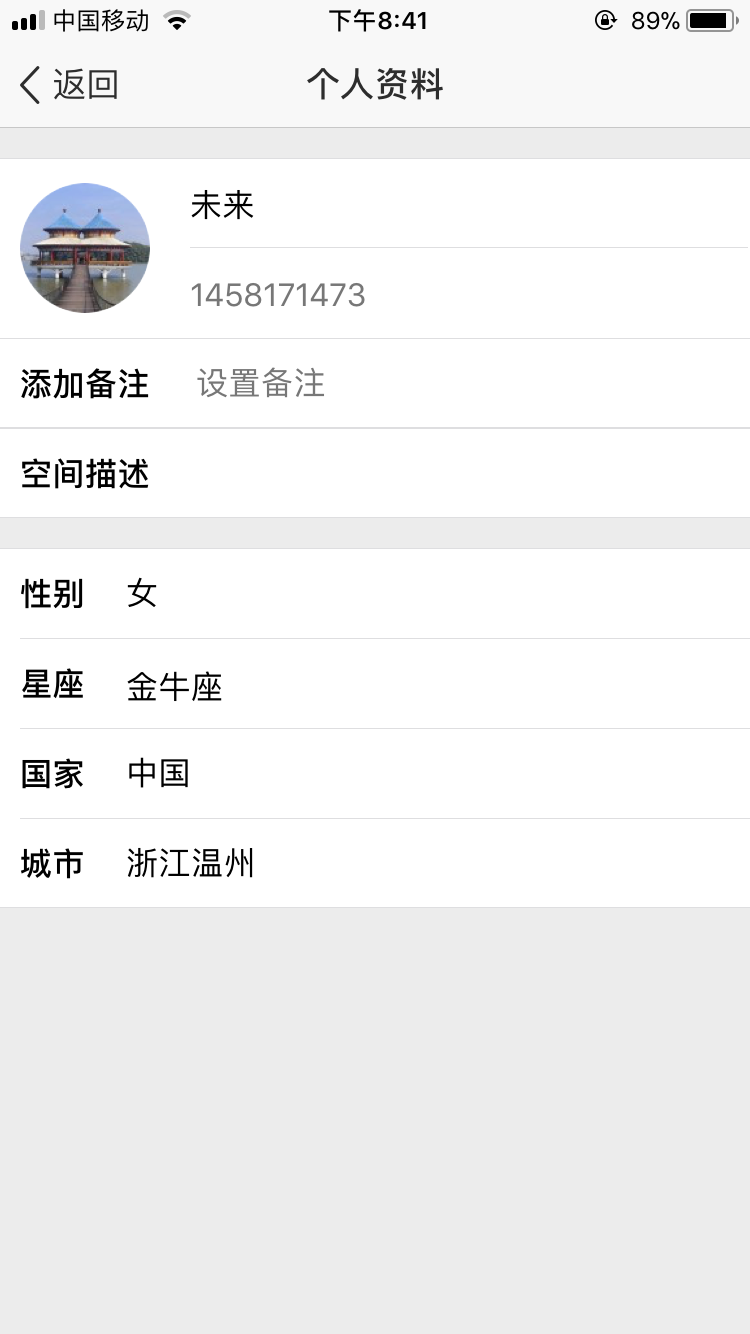 中国移动 下午8:41 89%
返回 个人资料
未来
1458171473
添加备注 设置备注
空间描述
性别 女
星座 金牛座
国家 中国
城市 浙江温州